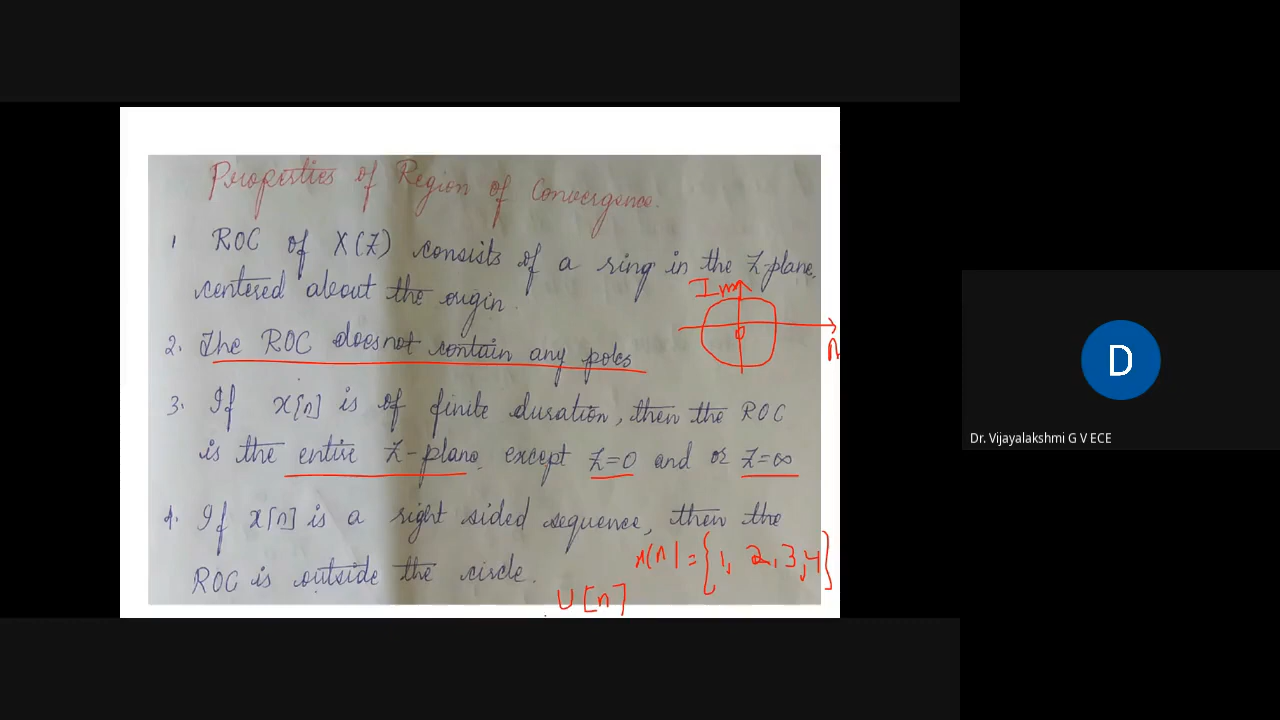 Properties of Region of Convergence.
1 ROC of X(Z) consists of a ring in the Z-plane,
centered about the origin.
Im
2. The ROC doesnot contain any poles
3. If x[n] is of finite duration, then the ROC
is the entire Z-plane, except Z=0 and or Z=∞
4. If x[n] is a right sided sequence, then the
ROC is outside the circle.
x(n) = {1, 2, 3, 4}
U[n]
D
Dr. Vijayalakshmi G V ECE